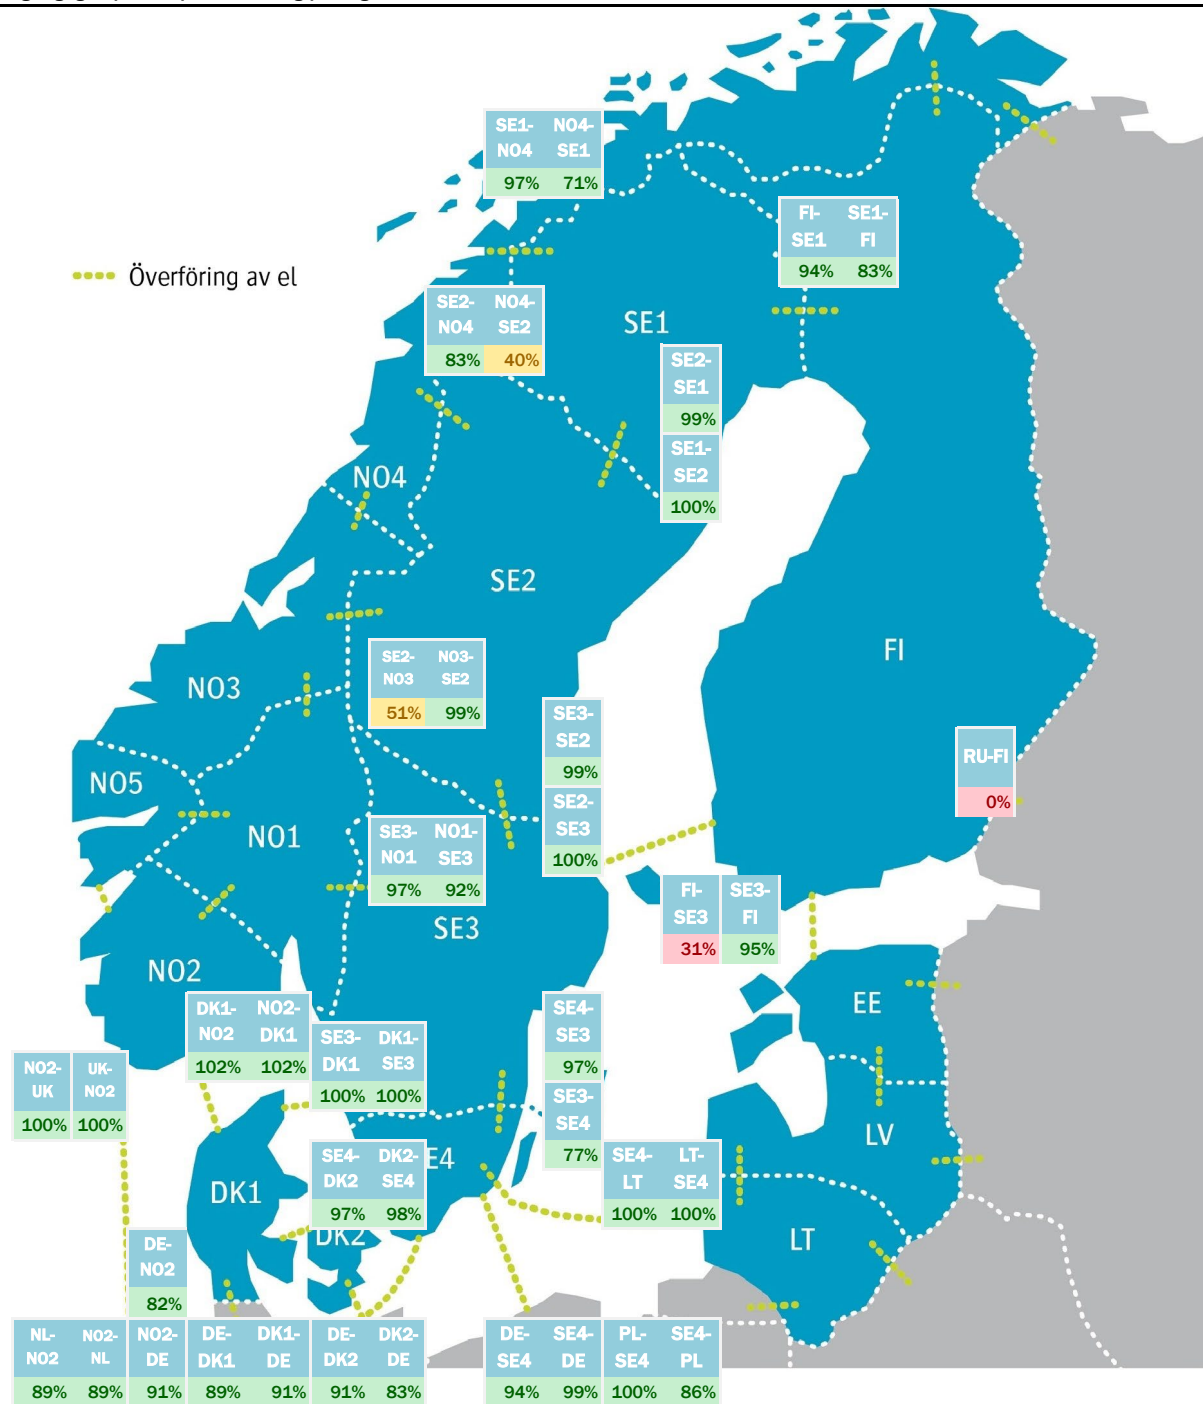 SE1- NO4-
NO4 SE1
97% 71%
FI- SE1-
SE1 FI
94% 83%
Överföring av el
SE2- NO4-
NO4 SE2
83% 40%
SE1
SE2-
SE1
99%
SE1-
SE2
100%
NO4
SE2
FI
SE2- NO3-
NO3 SE2
51% 99%
NO3
SE3-
SE2
99%
SE2-
SE3
100%
RU-FI
0%
NO5
NO1
SE3- NO1-
NO1 SE3
97% 92%
SE3
FI- SE3-
SE3 FI
31% 95%
NO2
EE
DK1- NO2-
NO2 DK1
102% 102%
SE3- DK1-
DK1 SE3
100% 100%
SE4-
SE3
97%
SE3-
SE4
77%
NO2- UK-
UK NO2
100% 100%
LV
SE4- DK2-
DK2 SE4
97% 98%
E4
SE4- LT-
LT SE4
100% 100%
DK1
DK2
LT
DE-
NO2
82%
NL- NO2- NO2- DE- DK1- DE- DK2-
NO2 NL DE DK1 DE DK2 DE
89% 89% 91% 89% 91% 91% 83%
DE- SE4- PL- SE4-
SE4 DE SE4 PL
94% 99% 100% 86%